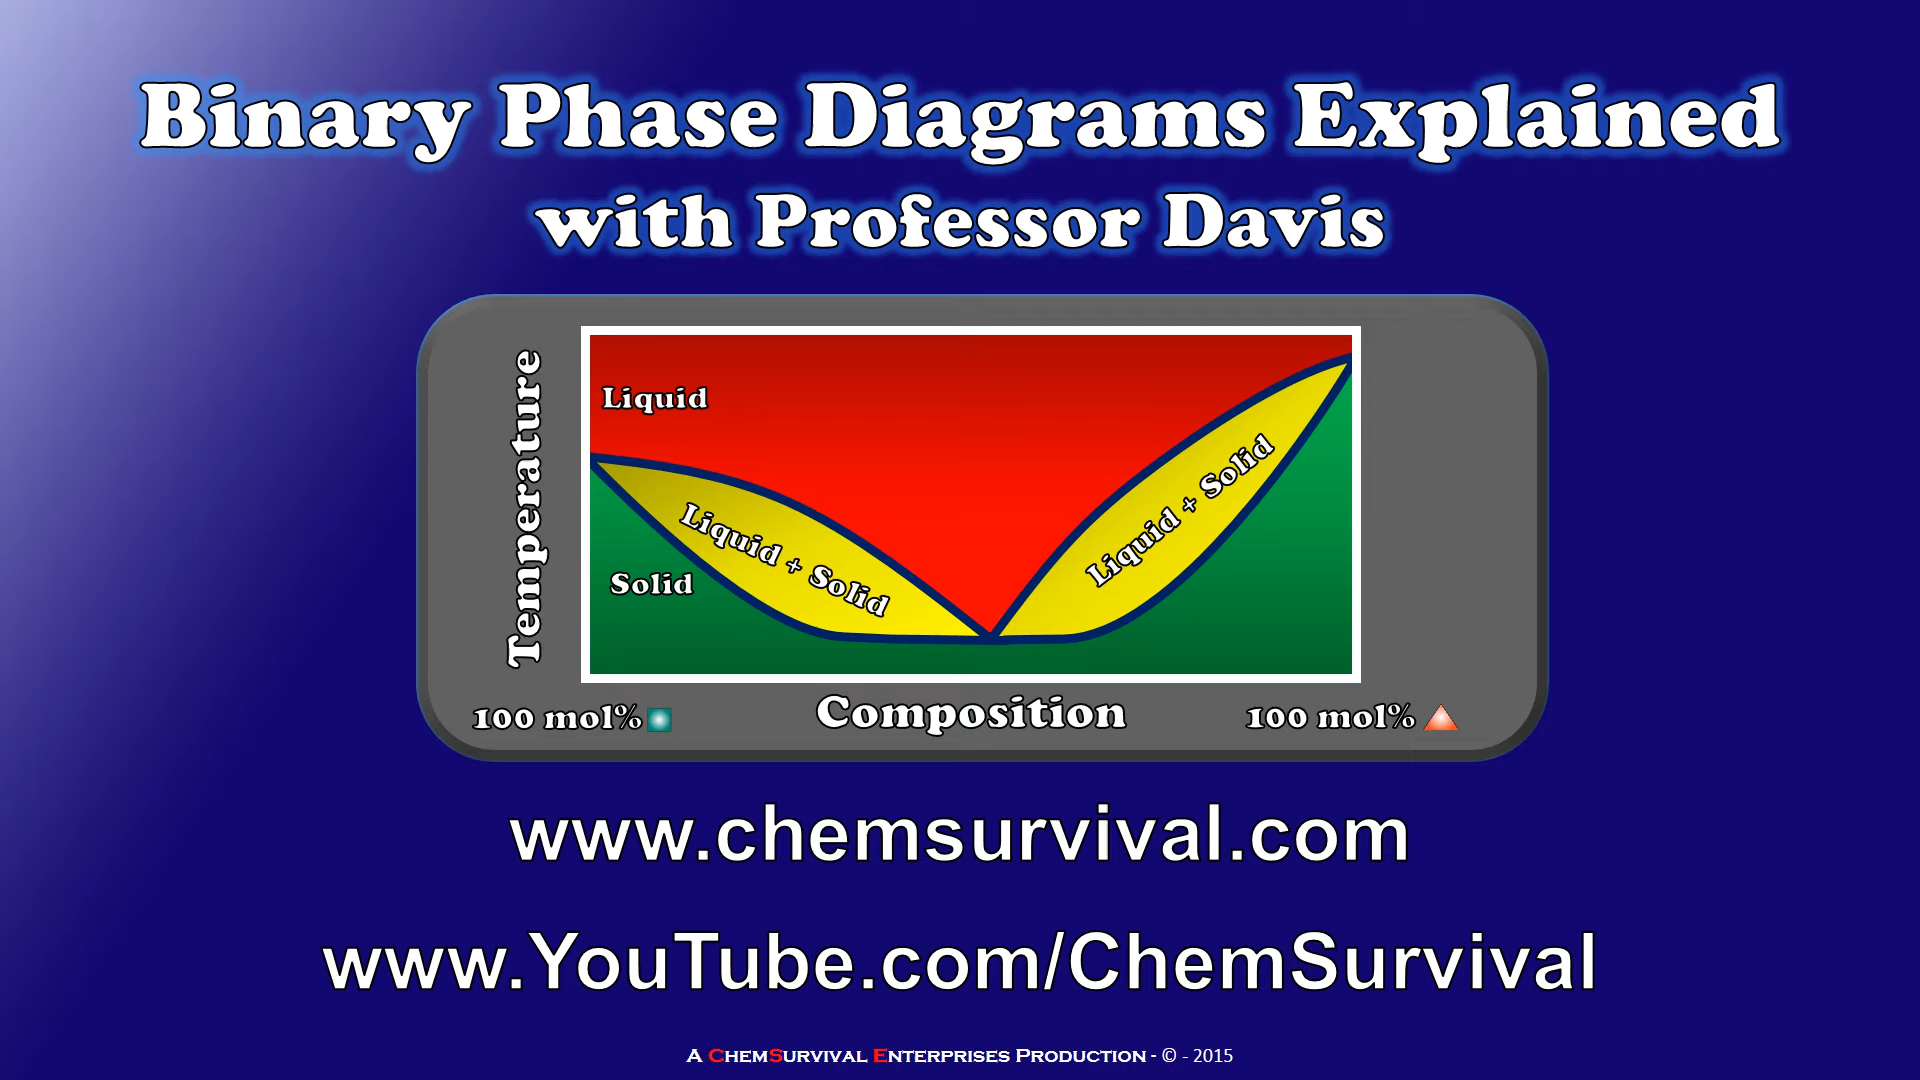 Binary Phase Diagrams Explained
with Professor Davis
Temperature
Liquid
Liquid + Solid
Liquid + Solid
Solid
100 mol%
Composition
100 mol%
www.chemsurvival.com
www.YouTube.com/ChemSurvival
A ChemSurvival Enterprises Production - © - 2015